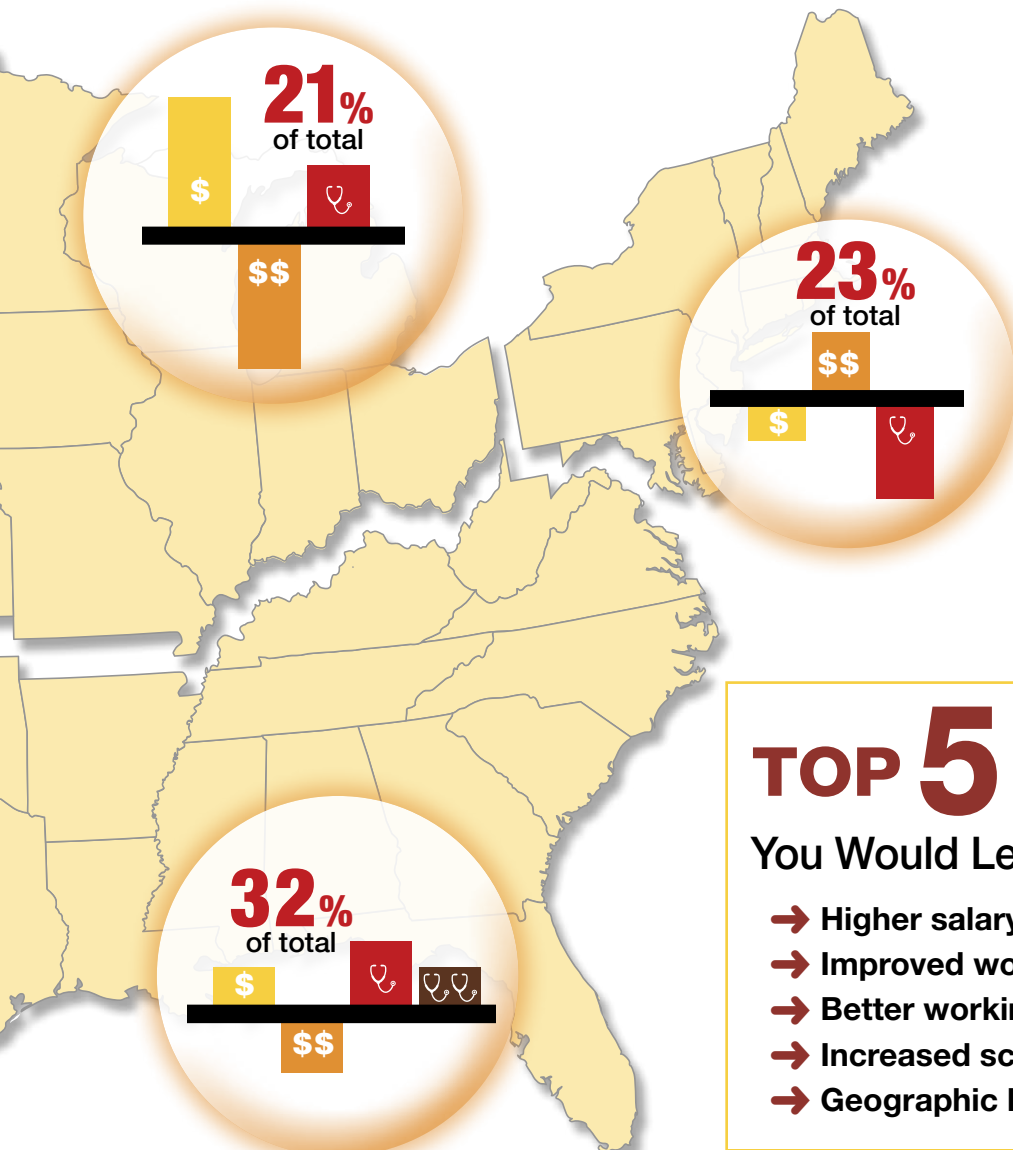 21%
of total
$
$$
23%
of total
$$
$
32%
of total
$
$$
TOP 5
You Would Le
Higher salary
Improved wo
Better workin
Increased sc
Geographic